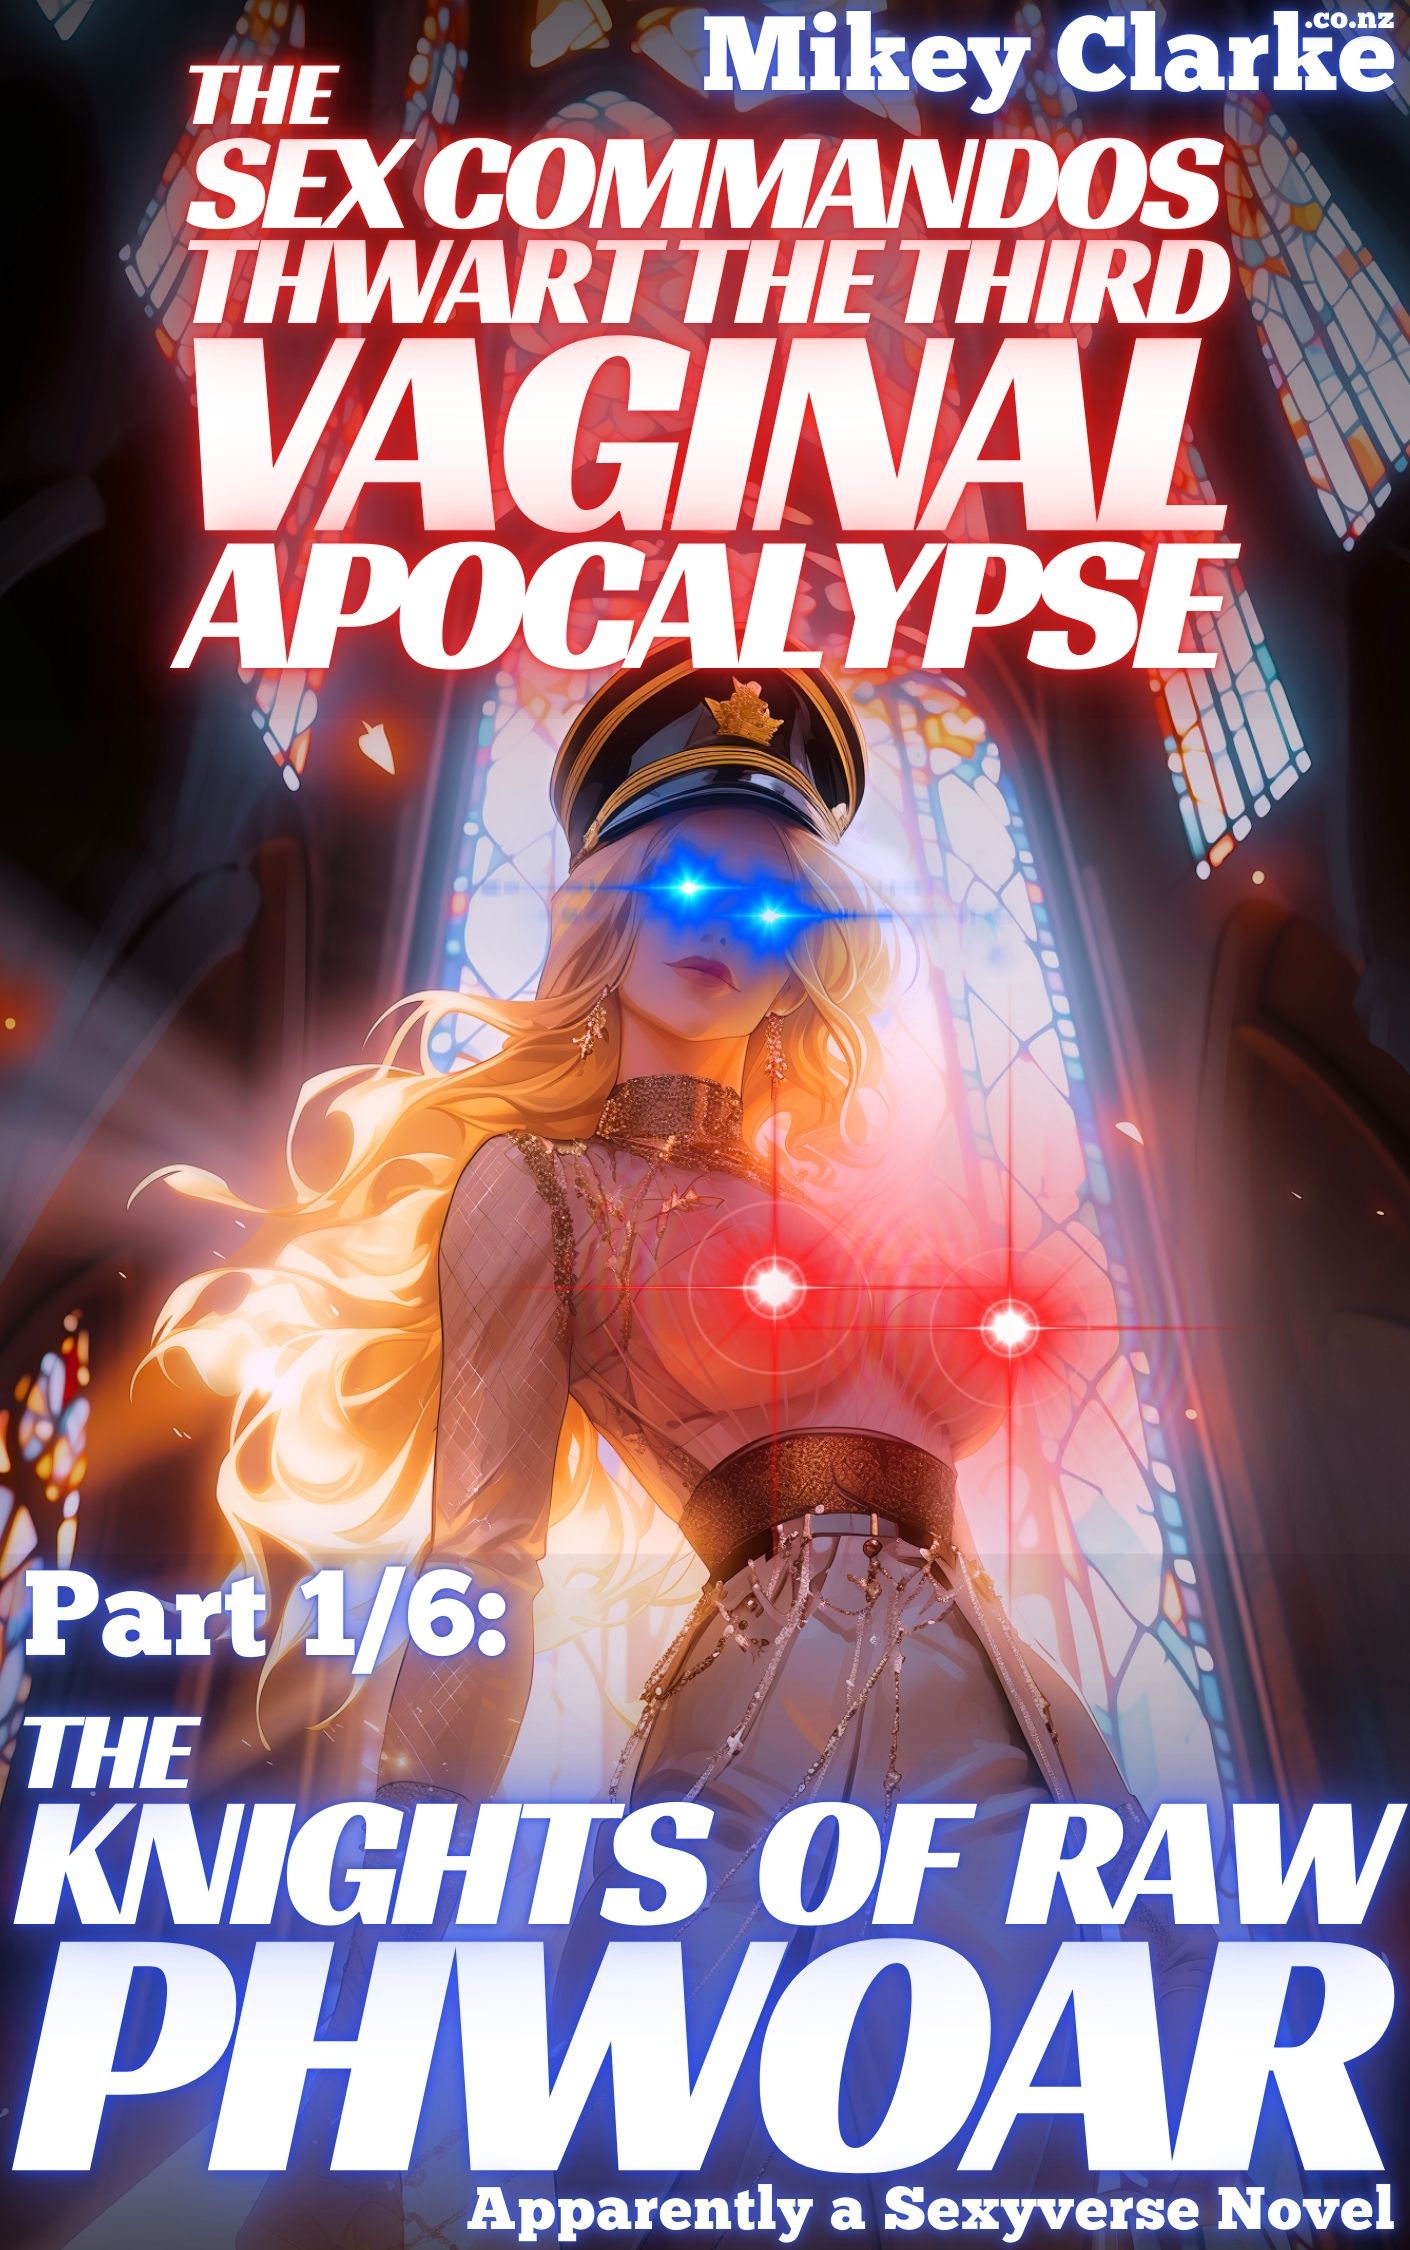 Mikey Clarke.co.nz
THE
SEX COMMANDOS
THWART THE THIRD
VAGINAL
APOCALYPSE
Part 1/6:
THE
KNIGHTS OF RAW
PHWOAR
Apparently a Sexyverse Novel